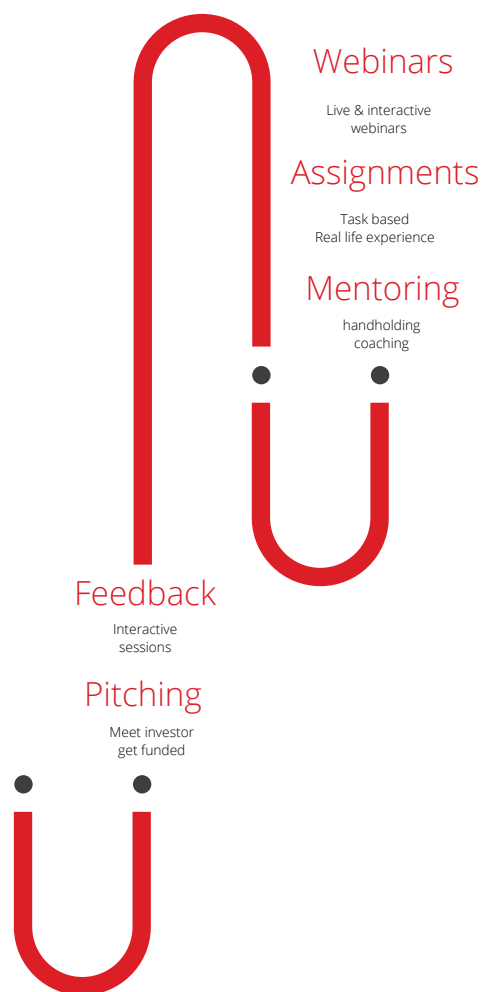 Webinars
Live & interactive
webinars
Assignments
Task based
Real life experience
Mentoring
handholding
coaching
Feedback
Interactive
sessions
Pitching
Meet investor
get funded